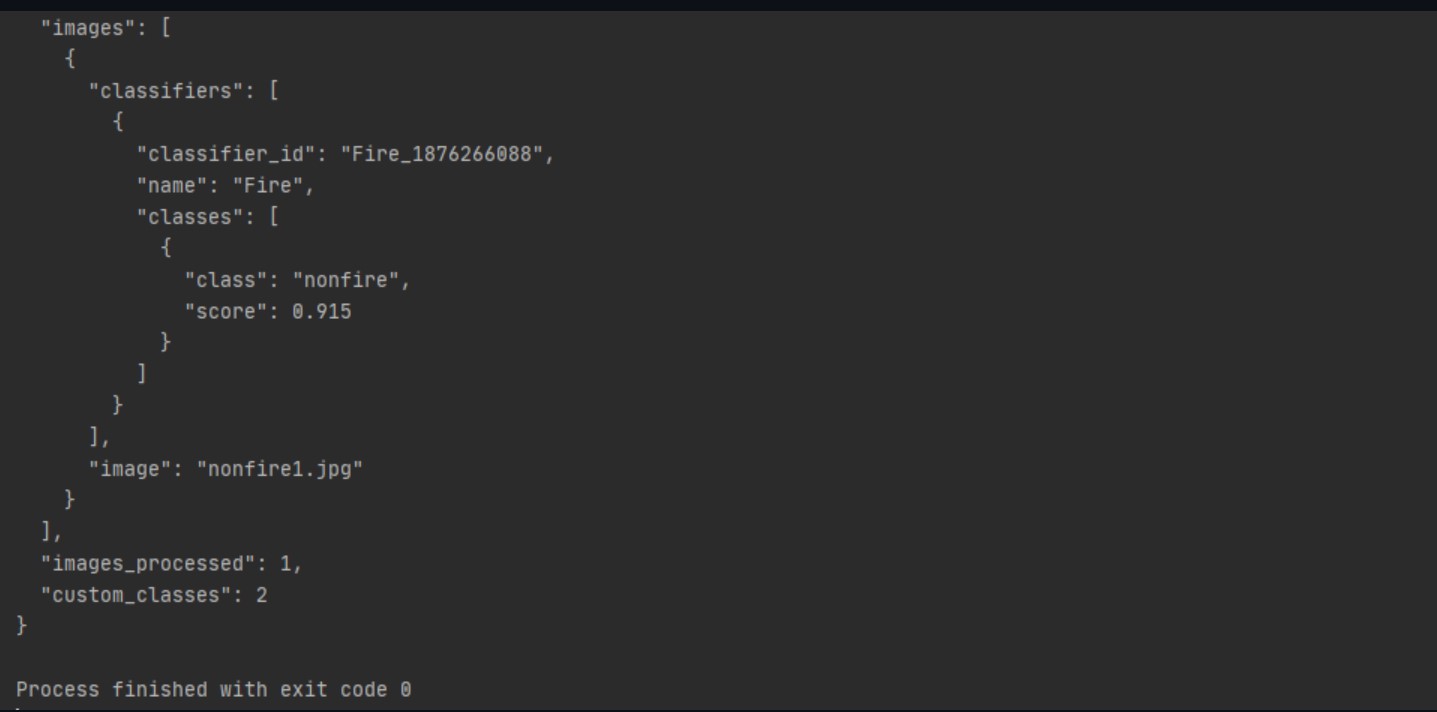 "images": [
{
"classifiers": [
{
"classifier_id": "Fire_1876266088",
"name": "Fire",
"classes": [
{
"class": "nonfire",
"score": 0.915
}
]
}
],
"image": "nonfire1.jpg"
}
],
"images_processed": 1,
"custom_classes": 2
}
Process finished with exit code 0